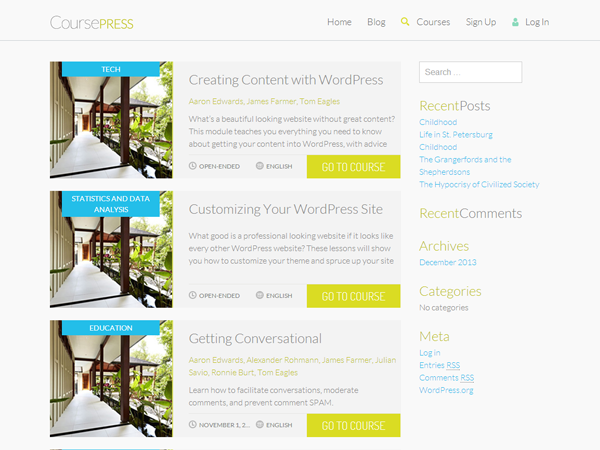 CoursePRESS
Home Blog Courses Sign Up Log In
TECH
Creating Content with WordPress
Aaron Edwards, James Farmer, Tom Eagles
What's a beautiful looking website without great content?
This module teaches you everything you need to know
about getting your content into WordPress, with advice
OPEN-ENDED ENGLISH GO TO COURSE
STATISTICS AND DATA
ANALYSIS
Customizing Your WordPress Site
What good is a professional looking website if it looks like
every other WordPress website? These lessons will show
you how to customize your theme and spruce up your site
OPEN-ENDED ENGLISH GO TO COURSE
EDUCATION
Getting Conversational
Aaron Edwards, Alexander Rohmann, James Farmer, Julian
Savio, Ronnie Burt, Tom Eagles
Learn how to facilitate conversations, moderate
comments, and prevent comment SPAM.
NOVEMBER 1, 2... ENGLISH GO TO COURSE
Search ...
RecentPosts
Childhood
Life in St. Petersburg
Childhood
The Grangerfords and the
Shepherdsons
The Hypocrisy of Civilized Society
RecentComments
Archives
December 2013
Categories
No categories
Meta
Log in
Entries RSS
Comments RSS
WordPress.org